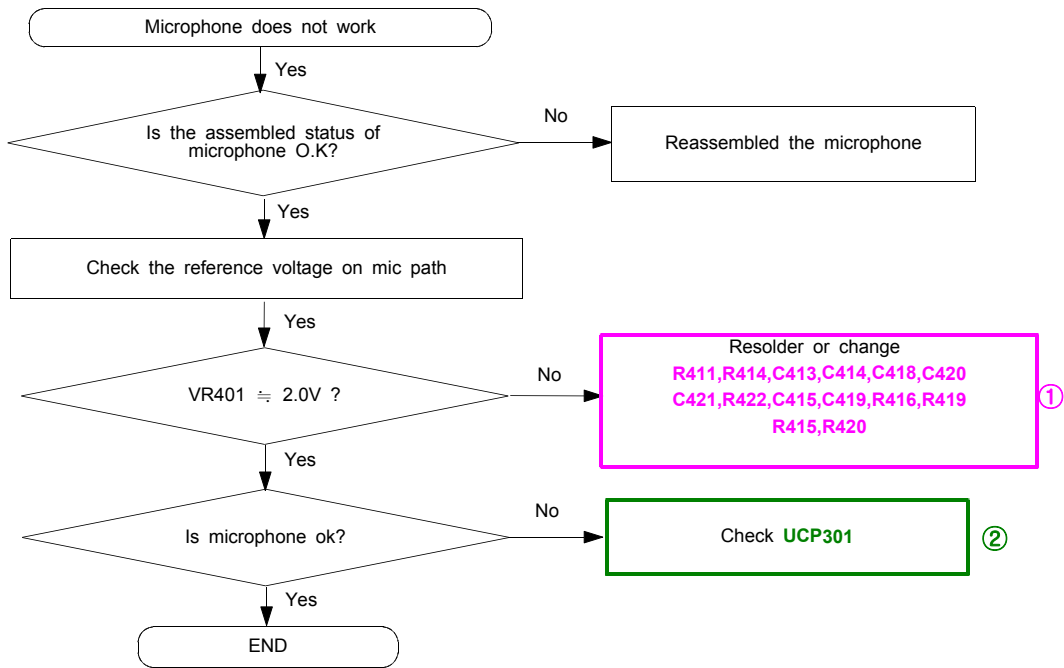 Microphone does not work
Yes
Is the assembled status of
microphone O.K?
No
Reassembled the microphone
Yes
Check the reference voltage on mic path
Yes
VR401 ≒ 2.0V ?
No
Resolder or change
R411,R414,C413,C414,C418,C420
C421,R422,C415,C419,R416,R419
R415,R420
①
Yes
Is microphone ok?
No
Check UCP301
②
Yes
END